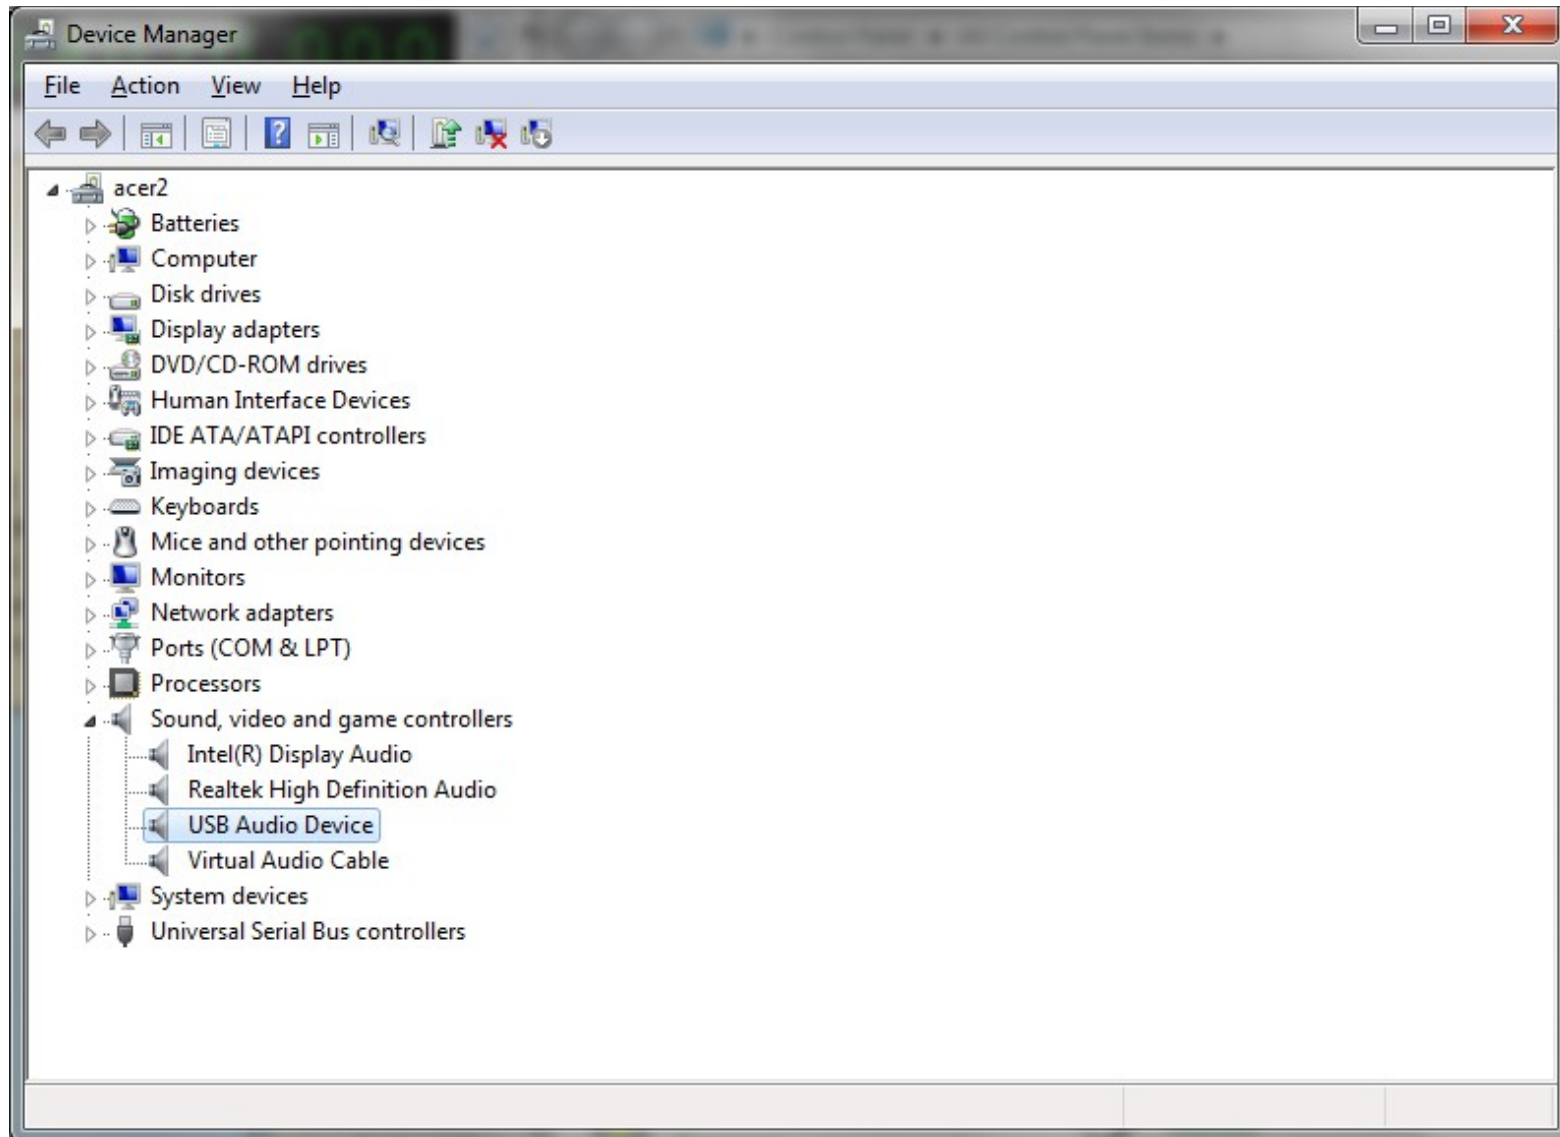 Device Manager
File Action View Help
acer2
Batteries
Computer
Disk drives
Display adapters
DVD/CD-ROM drives
Human Interface Devices
IDE ATA/ATAPI controllers
Imaging devices
Keyboards
Mice and other pointing devices
Monitors
Network adapters
Ports (COM & LPT)
Processors
Sound, video and game controllers
Intel(R) Display Audio
Realtek High Definition Audio
USB Audio Device
Virtual Audio Cable
System devices
Universal Serial Bus controllers